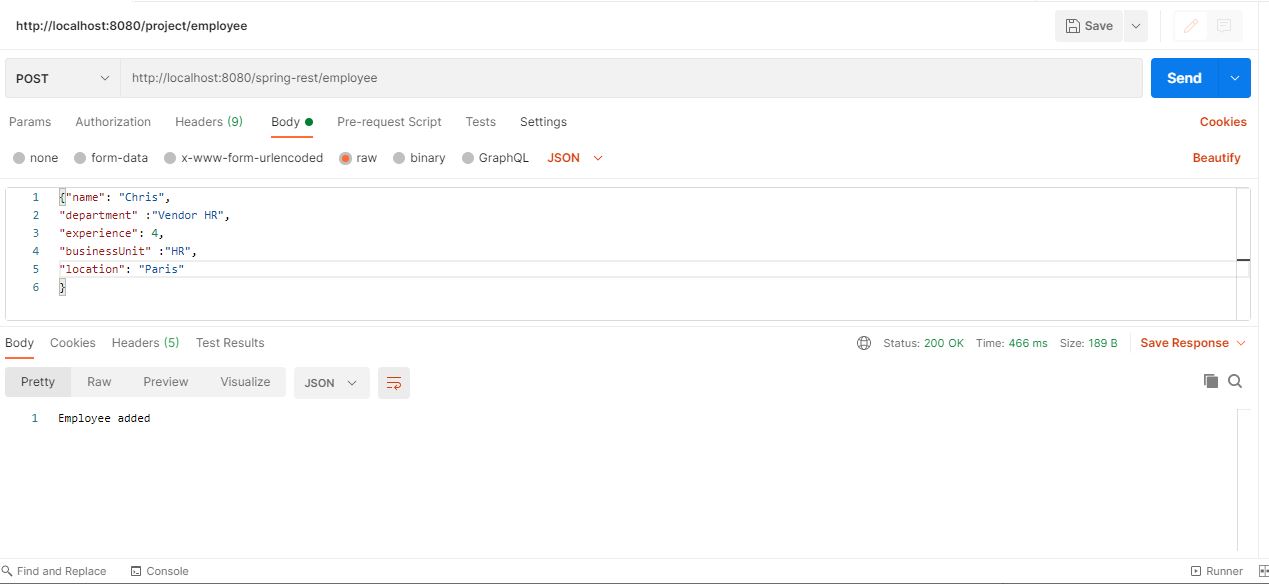 http://localhost:8080/project/employee Save
POST http://localhost:8080/spring-rest/employee Send
Params Authorization Headers (9) Body Pre-request Script Tests Settings Cookies
none form-data x-www-form-urlencoded raw binary GraphQL JSON Beautify
1 {"name": "Chris",
2 "department" :"Vendor HR",
3 "experience": 4,
4 "businessUnit" :"HR",
5 "location": "Paris"
6 }
Body Cookies Headers (5) Test Results Status: 200 OK Time: 466 ms Size: 189 B Save Response
Pretty Raw Preview Visualize JSON
1 Employee added
Find and Replace Console Runner